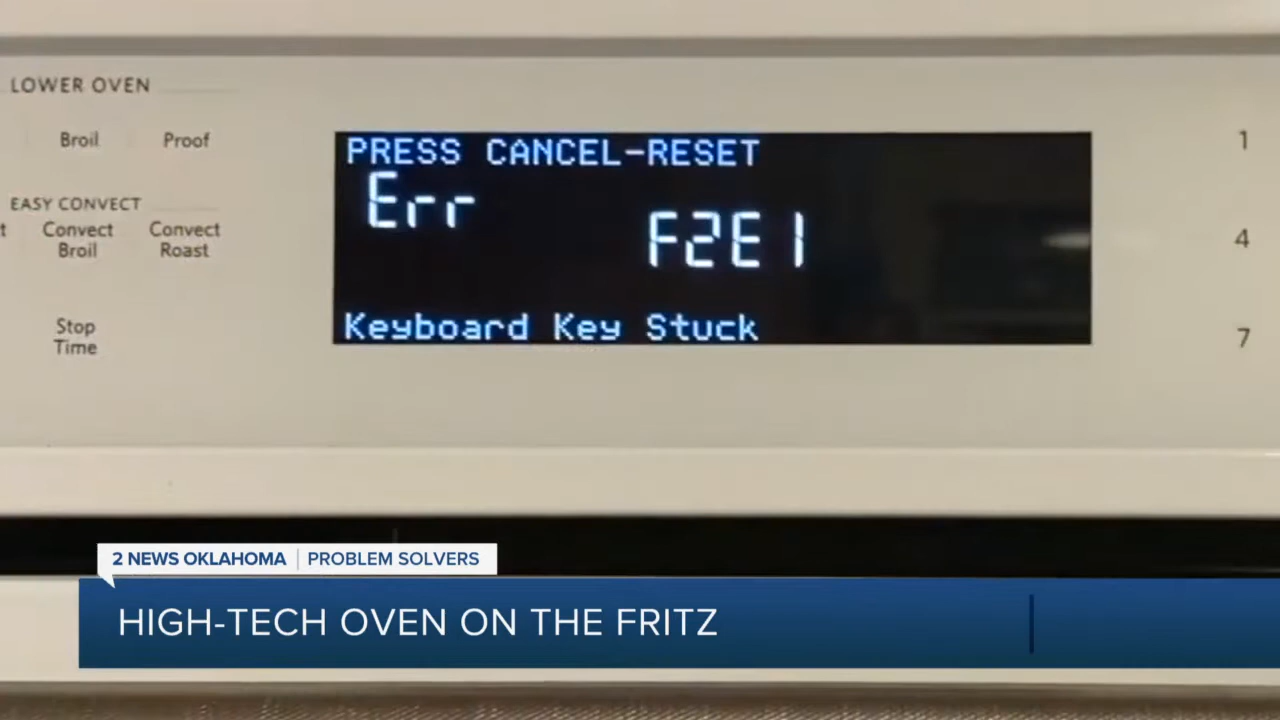 LOWER OVEN
Broil
Proof
EASY CONVECT
t
Convect
Broil
Convect
Roast
Stop
Time
PRESS CANCEL-RESET
Err
F2E1
Keyboard Key Stuck
1
4
7
2 NEWS OKLAHOMA | PROBLEM SOLVERS
HIGH-TECH OVEN ON THE FRITZ